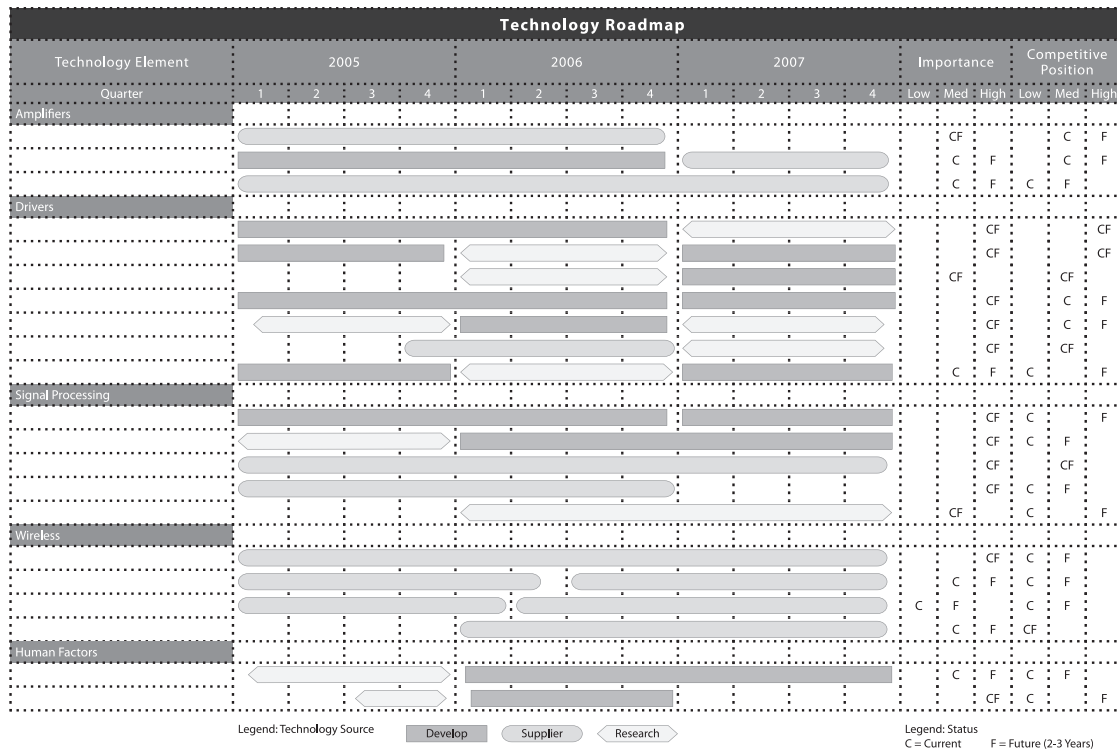 Technology Roadmap
Technology Element 2005 2006 2007 Importance Competitive Position
Quarter 1 2 3 4 1 2 3 4 1 2 3 4 Low Med High Low Med High
Amplifiers
CF C F
C F C F
C F C F
Drivers
CF CF
CF CF
CF CF
CF C F
CF C F
CF CF
C F C F
Signal Processing
CF C F
CF C F
CF CF
CF C F
CF C F
Wireless
CF C F
C F C F
C F C F
C F CF
Human Factors
C F C F
CF C F
Legend: Technology Source Develop Supplier Research Legend: Status
C = Current F = Future (2-3 Years)